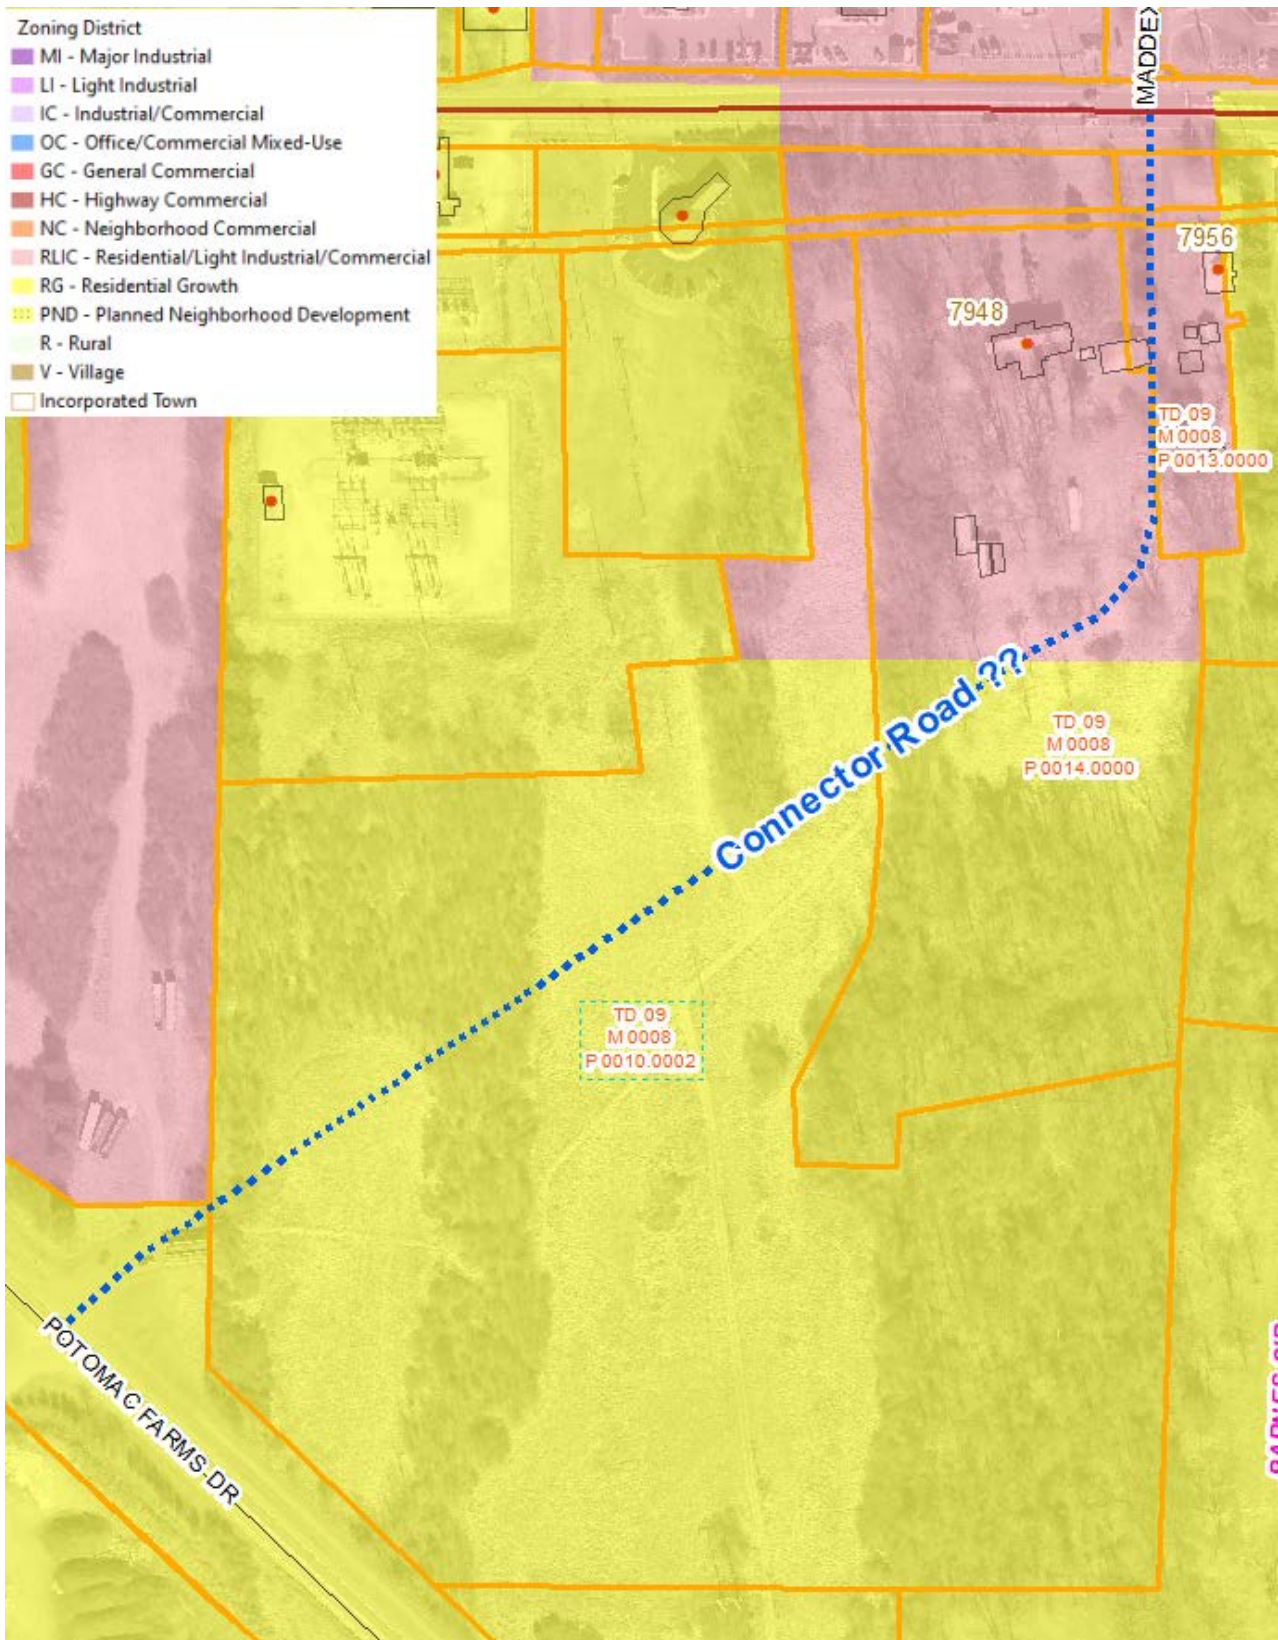 Zoning District
MI - Major Industrial
LI - Light Industrial
IC - Industrial/Commercial
OC - Office/Commercial Mixed-Use
GC - General Commercial
HC - Highway Commercial
NC - Neighborhood Commercial
RLIC - Residential/Light Industrial/Commercial
RG - Residential Growth
PND - Planned Neighborhood Development
R - Rural
V - Village
Incorporated Town
7956
7948
TD 09
M 0008
P 0013.0000
Connector Road ??
TD 09
M 0008
P 0014.0000
TD 09
M 0008
P 0010.0002
POTOMAC FARMS DR